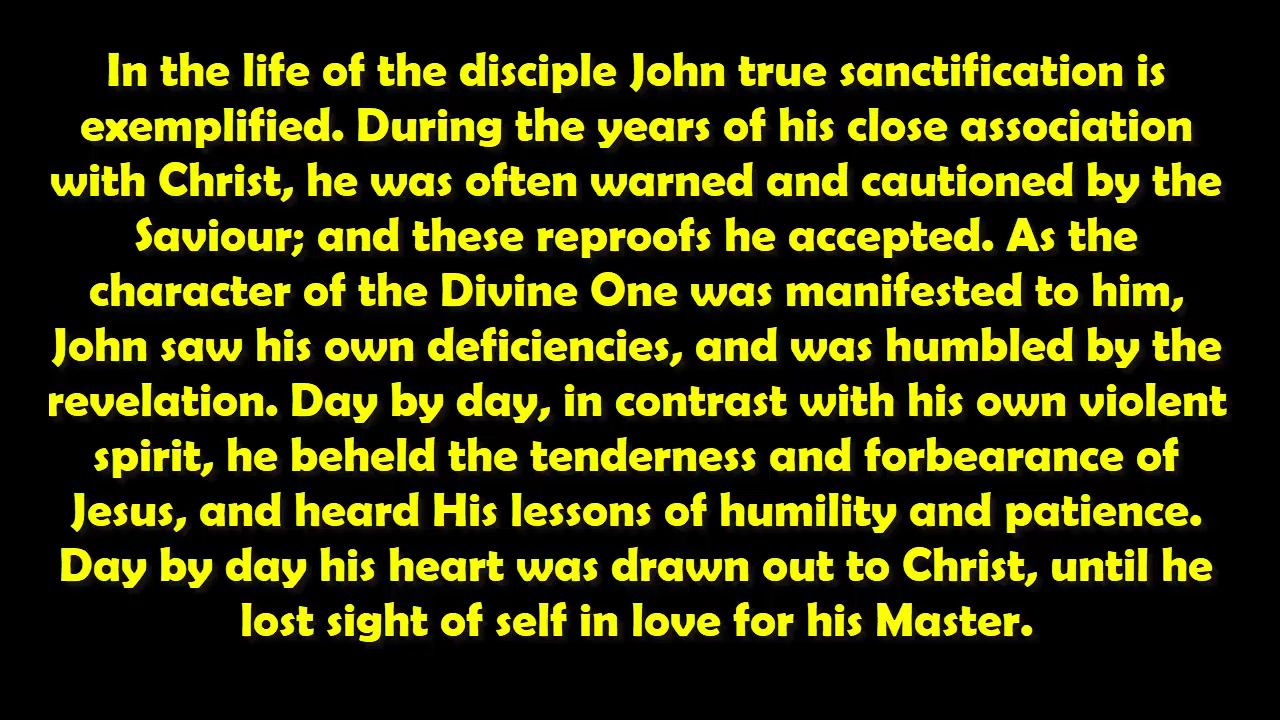 In the life of the disciple John true sanctification is
exemplified. During the years of his close association
with Christ, he was often warned and cautioned by the
Saviour; and these reproofs he accepted. As the
character of the Divine One was manifested to him,
John saw his own deficiencies, and was humbled by the
revelation. Day by day, in contrast with his own violent
spirit, he beheld the tenderness and forbearance of
Jesus, and heard His lessons of humility and patience.
Day by day his heart was drawn out to Christ, until he
lost sight of self in love for his Master.